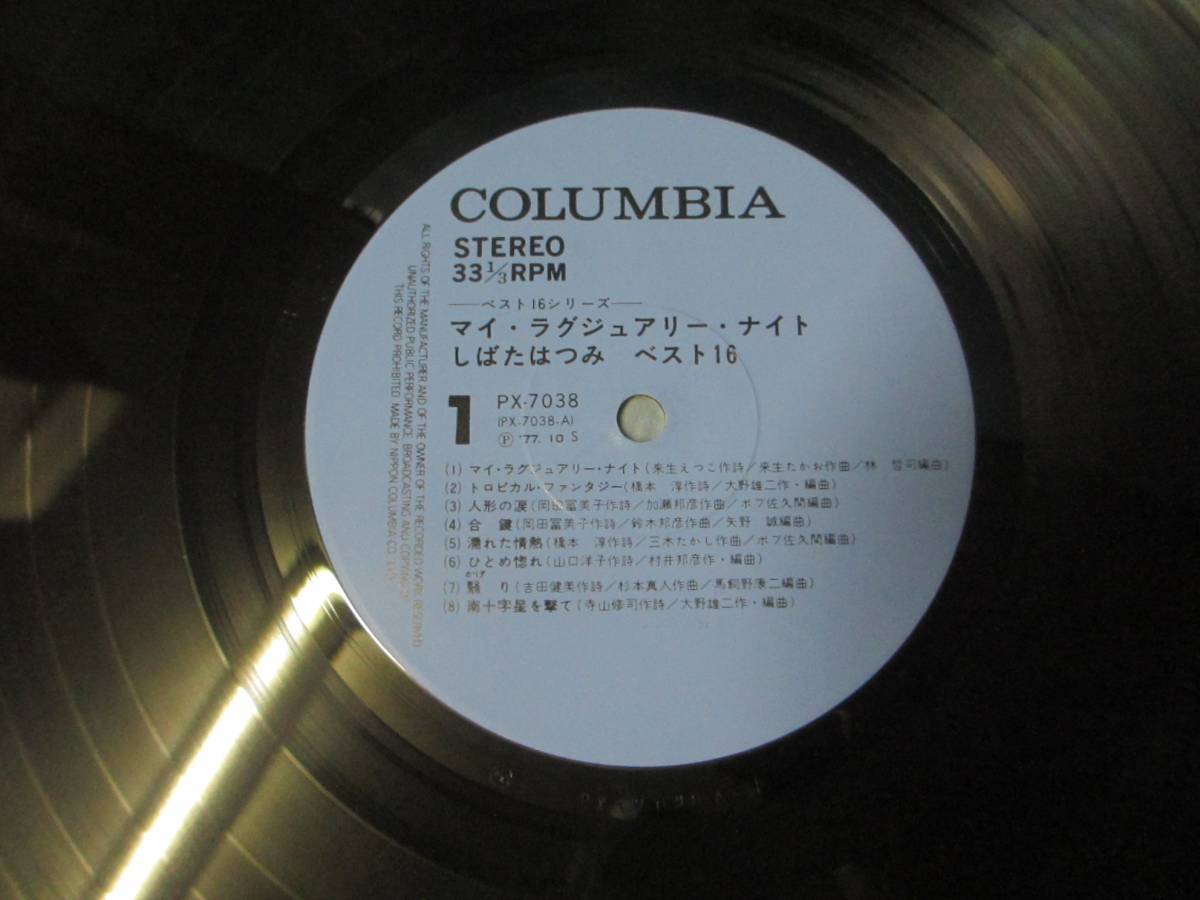 COLUMBIA
STEREO
33 1/3 RPM
ベスト16シリーズ
マイ・ラグジュアリー・ナイト
しばたはつみ ベスト16
1
PX-7038
(PX-7038-A)
Ⓟ '77. 10 S
(1) マイ・ラグジュアリー・ナイト(来生えつこ作詩/来生たかお作曲/林 哲司編曲)
(2) トロピカル・ファンタジー(橋本 淳作詩/大野雄二作・編曲)
(3) 人形の涙(岡田冨美子作詩/加瀬邦彦作曲/ボブ佐久間編曲)
(4) 合 鍵(岡田冨美子作詩/鈴木邦彦作曲/矢野 誠編曲)
(5) 濡れた情熱(橋本 淳作詩/三木たかし作曲/ボブ佐久間編曲)
(6) ひとめ惚れ(山口洋子作詩/村井邦彦作・編曲)
(7) り(吉田健美作詩/杉本真人作曲/馬飼野康二編曲)
(8) 南十字星を撃て(寺山修司作詩/大野雄二作・編曲)
ALL RIGHTS OF THE MANUFACTURER AND OF THE OWNER OF THE RECORDED WORK RESERVED
UNAUTHORIZED PUBLIC PERFORMANCE BROADCASTING AND COPYING OF
THIS RECORD PROHIBITED. MADE BY NIPPON COLUMBIA CO., LTD.